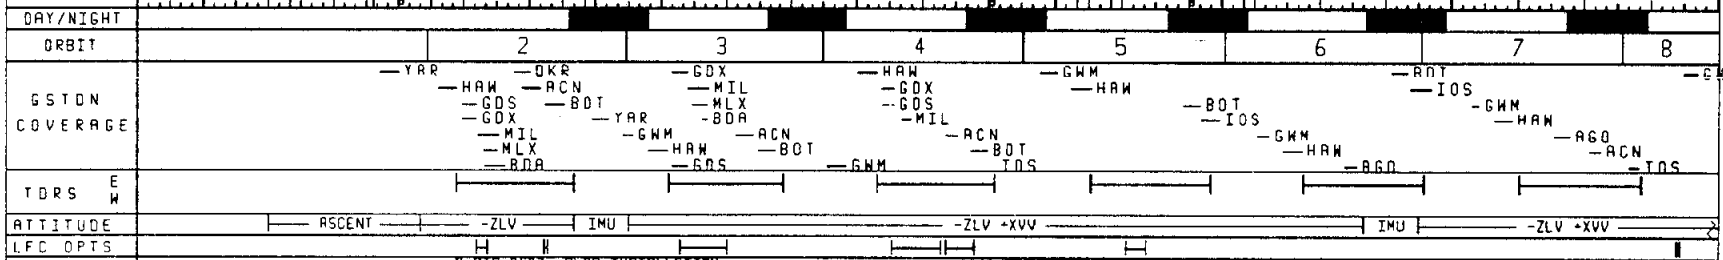 DAY/NIGHT
ORBIT 2 3 4 5 6 7 8
YAR DKR GDX HAW GWM BOT
HAW ACN MIL GDX HAW IOS
GSTDN GDS BOT MLX GDS BOT GWM
GDX YAR BDA MIL IOS HAW
COVERAGE MIL GWM ACN ACN GWM AGO
MLX HAW BOT BOT HAW ACN
BDA GDS GWM IOS AGO IOS
TDRS E
W
ATTITUDE ASCENT -ZLV IMU -ZLV +XVV IMU -ZLV +XVV
LFC OPTS